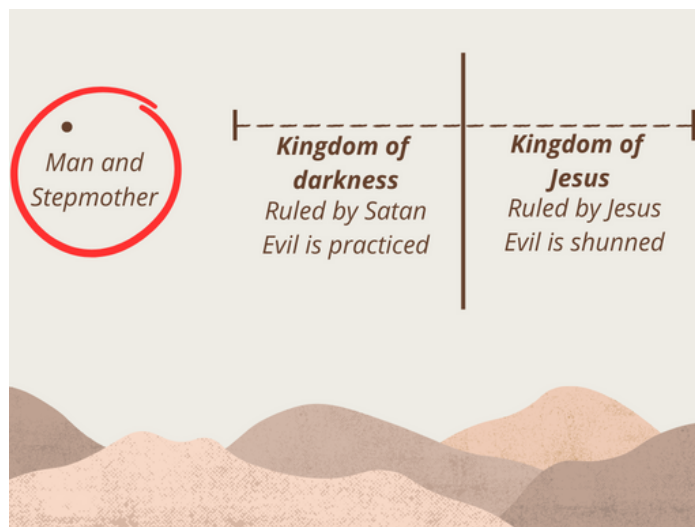 Man and
Stepmother
Kingdom of
darkness
Ruled by Satan
Evil is practiced
Kingdom of
Jesus
Ruled by Jesus
Evil is shunned